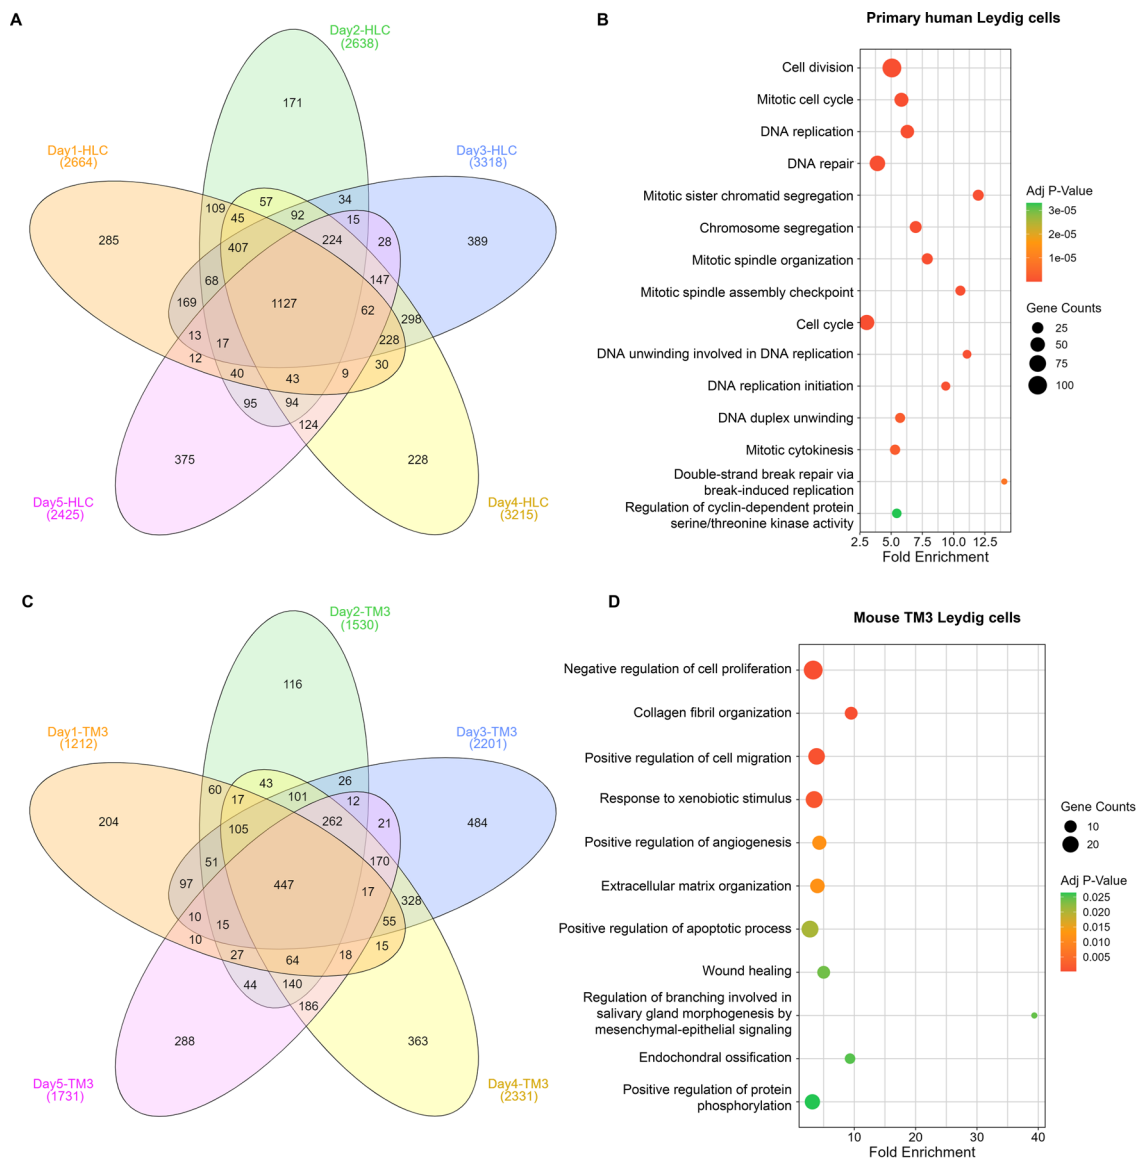 A
Day2-HLC
(2638)
Day1-HLC
(2664)
Day3-HLC
(3318)
171
285
389
109
45
57
92
34
15
28
407
224
147
68
169
1127
62
298
228
13
17
12
40
43
9
30
95
94
124
375
228
Day5-HLC
(2425)
Day4-HLC
(3215)
B
Primary human Leydig cells
Cell division
Mitotic cell cycle
DNA replication
DNA repair
Mitotic sister chromatid segregation
Chromosome segregation
Mitotic spindle organization
Mitotic spindle assembly checkpoint
Cell cycle
DNA unwinding involved in DNA replication
DNA replication initiation
DNA duplex unwinding
Mitotic cytokinesis
Double-strand break repair via
break-induced replication
Regulation of cyclin-dependent protein
serine/threonine kinase activity
2.5 5.0 7.5 10.0 12.5
Fold Enrichment
Adj P-Value
3e-05
2e-05
1e-05
Gene Counts
25
50
75
100
C
Day2-TM3
(1530)
Day1-TM3
(1212)
Day3-TM3
(2201)
116
204
484
60
17
43
101
26
12
21
105
262
170
51
97
447
17
328
55
10
15
10
27
64
18
15
44
140
186
288
363
Day5-TM3
(1731)
Day4-TM3
(2331)
D
Mouse TM3 Leydig cells
Negative regulation of cell proliferation
Collagen fibril organization
Positive regulation of cell migration
Response to xenobiotic stimulus
Positive regulation of angiogenesis
Extracellular matrix organization
Positive regulation of apoptotic process
Wound healing
Regulation of branching involved in
salivary gland morphogenesis by
mesenchymal-epithelial signaling
Endochondral ossification
Positive regulation of protein
phosphorylation
10 20 30 40
Fold Enrichment
Gene Counts
10
20
Adj P-Value
0.025
0.020
0.015
0.010
0.005